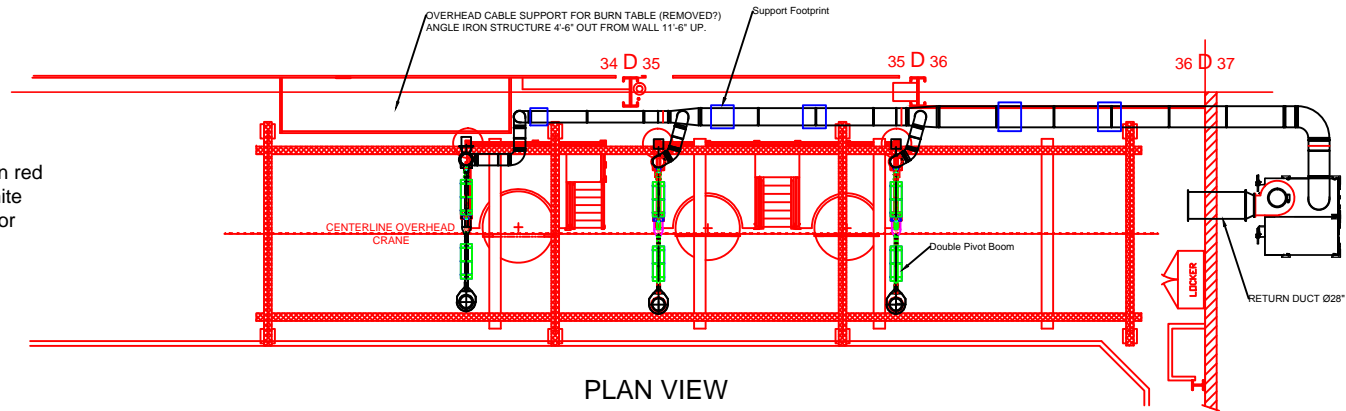 OVERHEAD CABLE SUPPORT FOR BURN TABLE (REMOVED?)
ANGLE IRON STRUCTURE 4'-6" OUT FROM WALL 11'-6" UP.
Support Footprint
34 D 35
35 D 36
36 D 37
n red
nite
or
CENTERLINE OVERHEAD
CRANE
Double Pivot Boom
LOCKER
RETURN DUCT Ø28"
PLAN VIEW